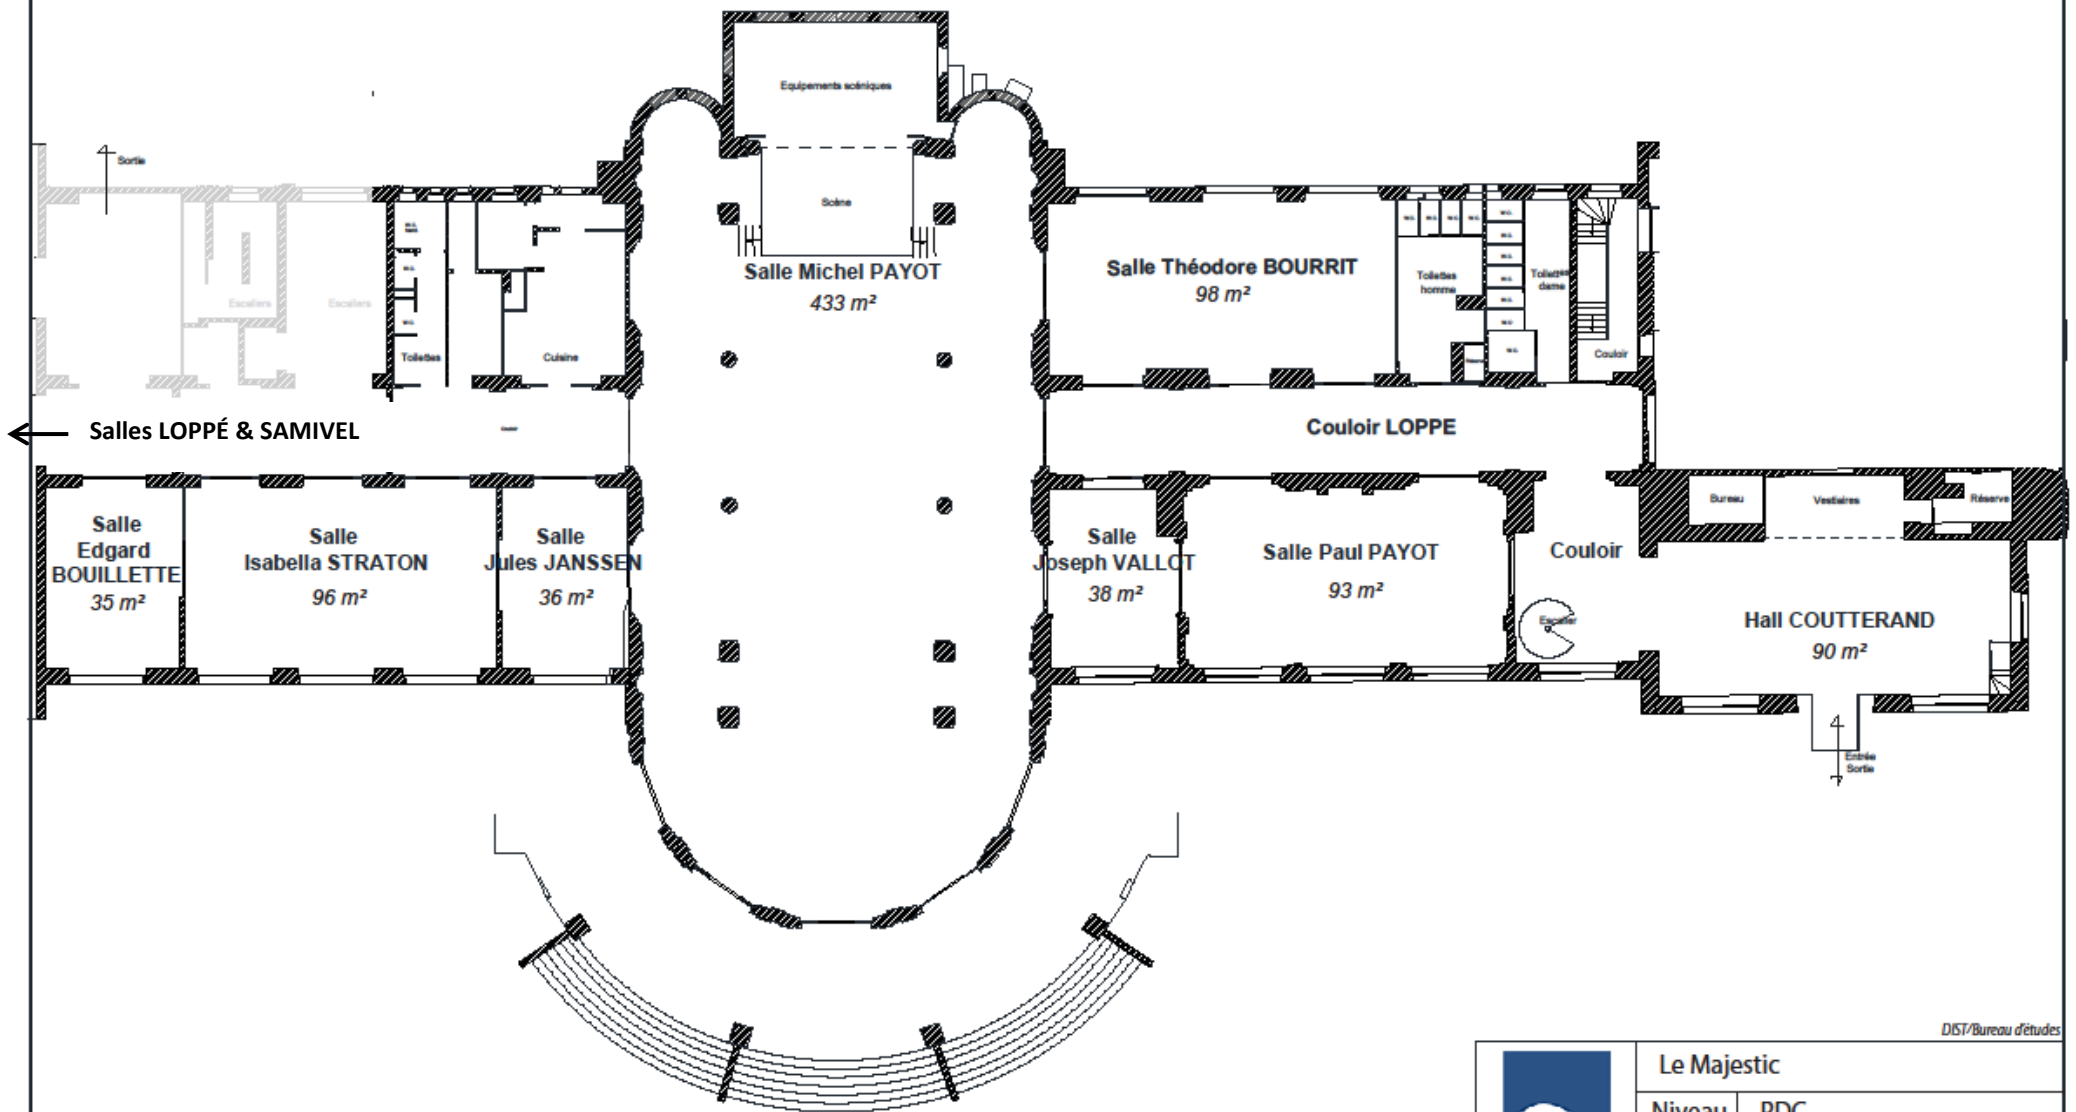 Equipements scéniques
Sortie
Scène
Salle Michel PAYOT
433 m²
Salle Théodore BOURRIT
98 m²
W.C.
W.C.
W.C.
W.C.
W.C.
W.C.
W.C.
W.C.
W.C.
W.C.
W.C.
Toilettes
homme
Toilettes
dame
Couloir
Escaliers
Escaliers
W.C.
W.C.
Toilettes
Cuisine
Salles LOPPÉ & SAMIVEL
Couloir
Couloir LOPPE
Salle
Edgard
BOUILLETTE
35 m²
Salle
Isabella STRATON
96 m²
Salle
Jules JANSSEN
36 m²
Salle
Joseph VALLOT
38 m²
Salle Paul PAYOT
93 m²
Couloir
Escalier
Bureau
Vestiaires
Réserve
Hall COUTTERAND
90 m²
Entrée
Sortie
DIST/Bureau d'études
Le Majestic
Niveau RDC